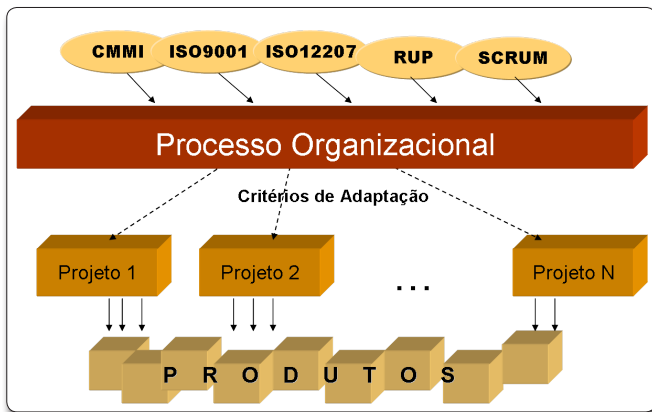 CMMI ISO9001 ISO12207 RUP SCRUM
Processo Organizacional
Critérios de Adaptação
Projeto 1 Projeto 2 ... Projeto N
P R O D U T O S